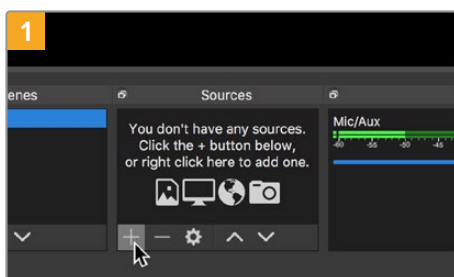 1
enes
Sources
You don't have any sources.
Click the + button below,
or right click here to add one.
Mic/Aux
-60 -55 -50 -45